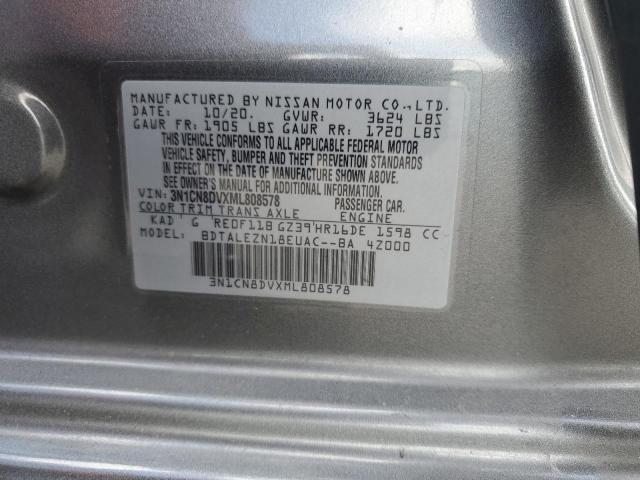 MANUFACTURED BY NISSAN MOTOR CO.,LTD.
DATE: 10/20. GVWR: 3624 LBS
GAWR FR: 1905 LBS GAWR RR: 1720 LBS
THIS VEHICLE CONFORMS TO ALL APPLICABLE FEDERAL MOTOR
VEHICLE SAFETY, BUMPER AND THEFT PREVENTION STANDARDS
IN EFFECT ON THE DATE OF MANUFACTURE SHOWN ABOVE.
SEE OWNERS MANUAL FOR ADDITIONAL INFORMATION
VIN: 3N1CN8DVXML808578 PASSENGER CAR.
COLOR TRIM TRANS AXLE ENGINE
KAD G RE0F11B GZ39 HR16DE 1598 CC
MODEL: BDTALEZN18EUAC--BA 4Z000
3N1CN8DVXML808578